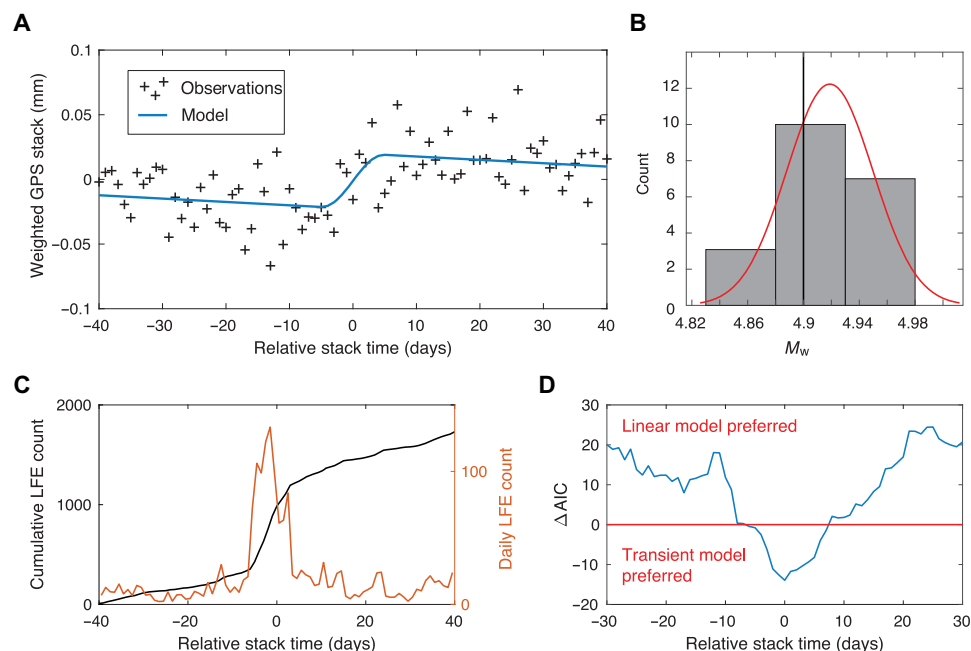 A
Weighted GPS stack (mm)
0.1
0.05
0
−0.05
−0.1
Observations
Model
−40 −30 −20 −10 0 10 20 30 40
Relative stack time (days)
B
Count
12
10
8
6
4
2
0
4.82 4.86 4.9 4.94 4.98
Mw
C
Cumulative LFE count
2000
1000
0
Daily LFE count
100
0
−40 −20 0 20 40
Relative stack time (days)
D
ΔAIC
30
20
10
0
−10
−20
Linear model preferred
Transient model
preferred
−30 −20 −10 0 10 20 30
Relative stack time (days)